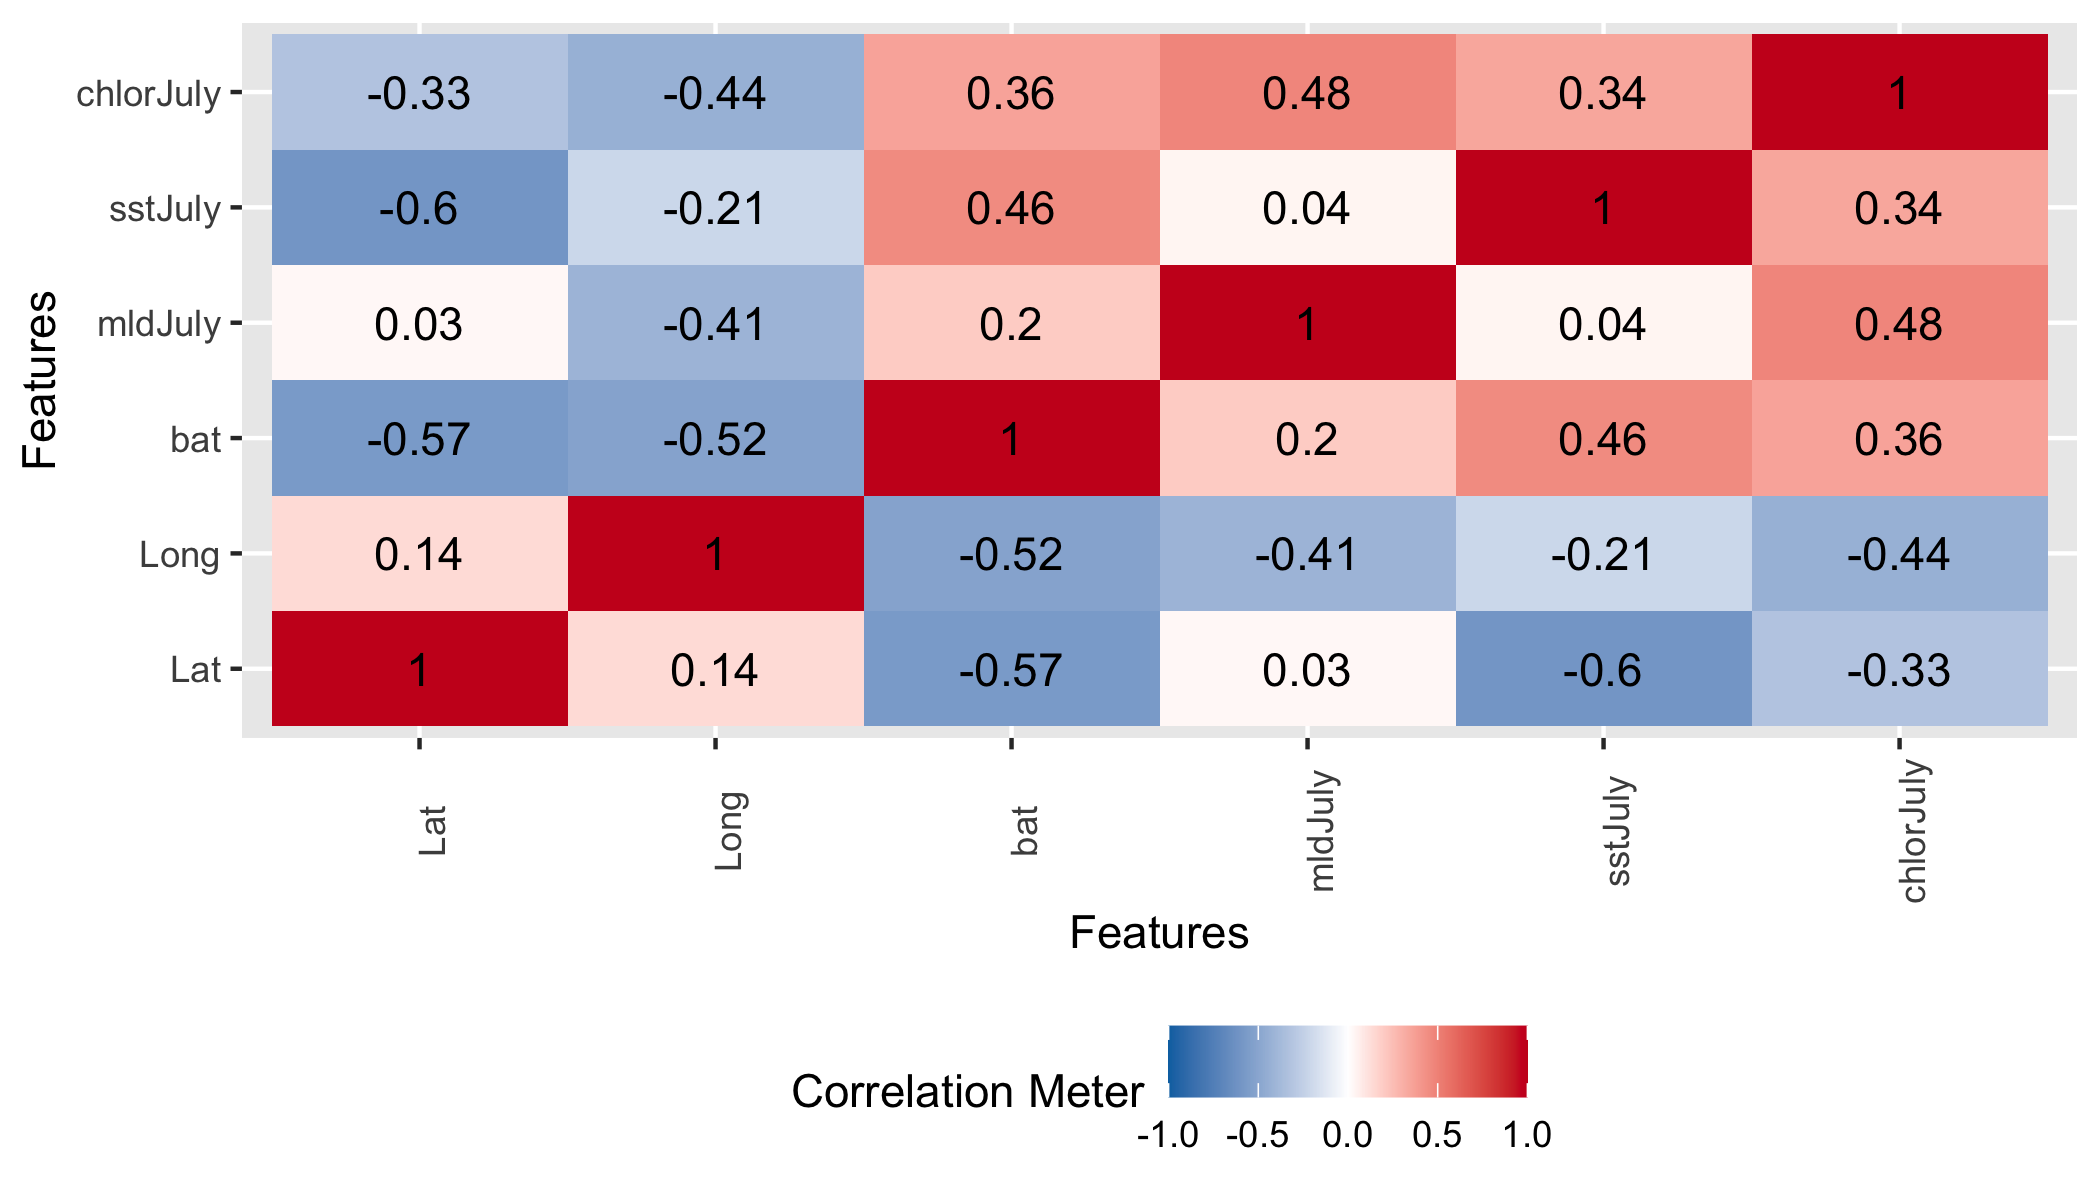 chlorJuly -0.33 -0.44 0.36 0.48 0.34 1
sstJuly -0.6 -0.21 0.46 0.04 1 0.34
mldJuly 0.03 -0.41 0.2 1 0.04 0.48
bat -0.57 -0.52 1 0.2 0.46 0.36
Long 0.14 1 -0.52 -0.41 -0.21 -0.44
Lat 1 0.14 -0.57 0.03 -0.6 -0.33
Features
Lat Long bat mldJuly sstJuly chlorJuly
Features
Correlation Meter
-1.0 -0.5 0.0 0.5 1.0